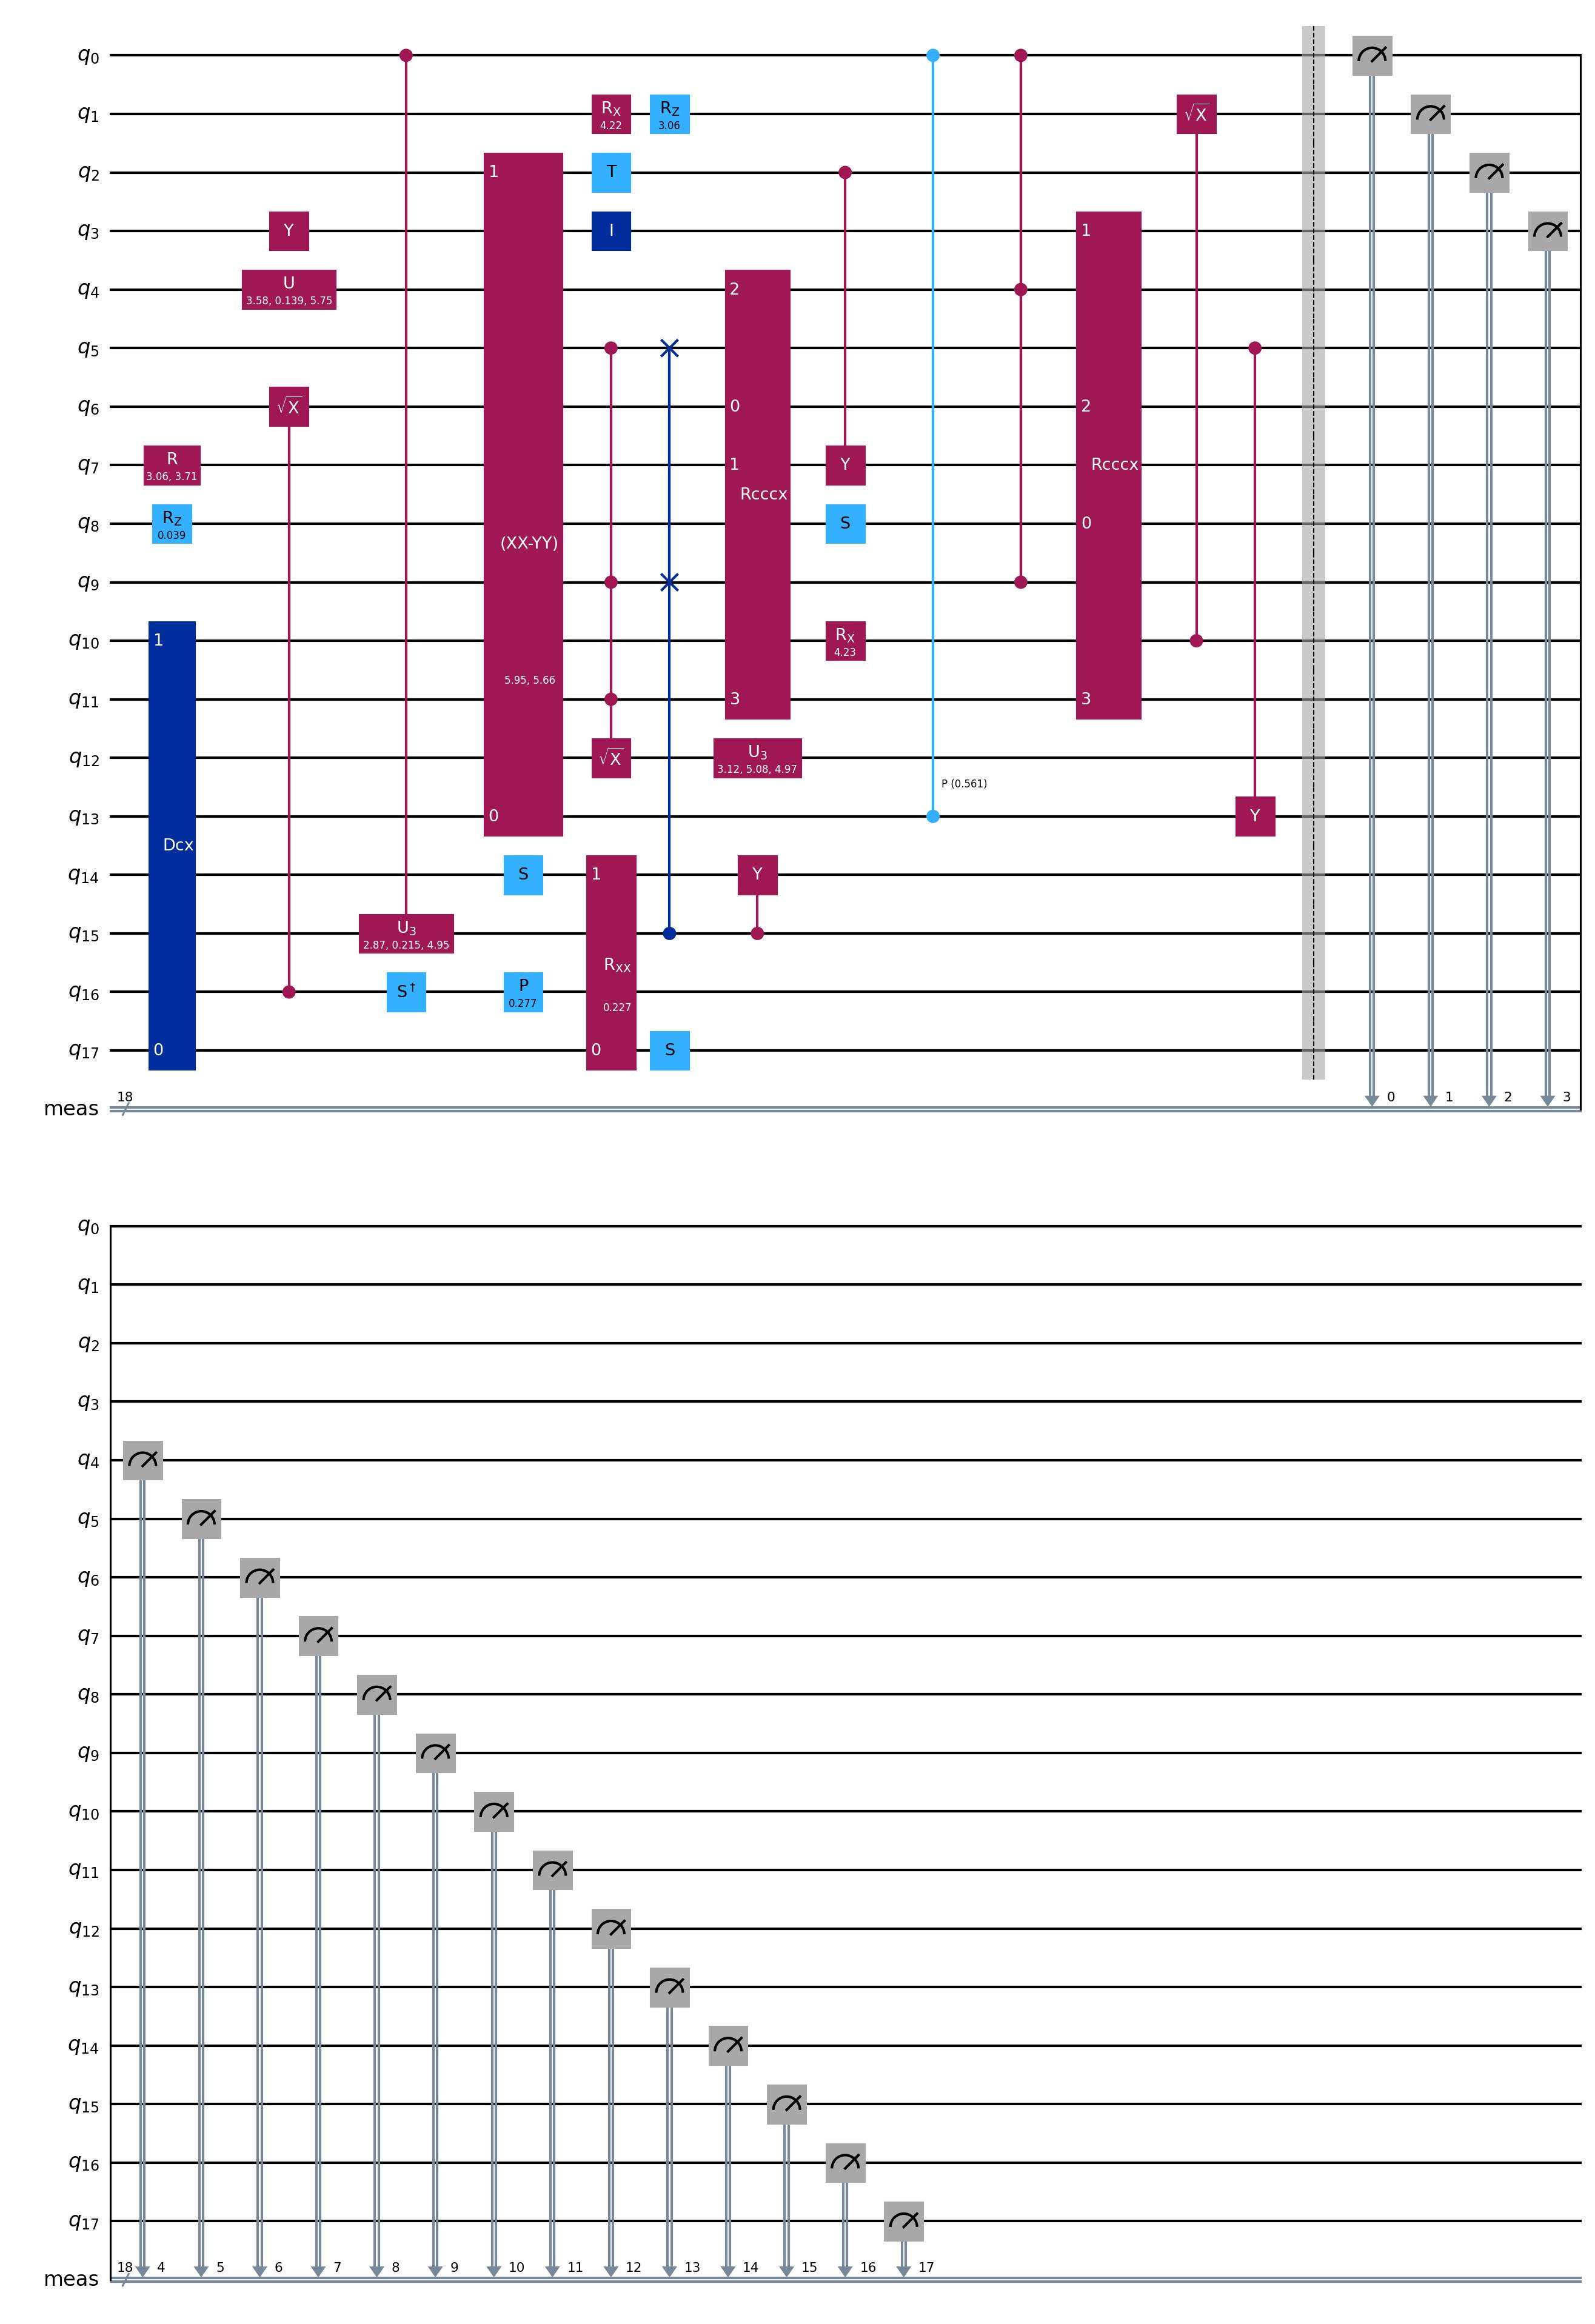 q0
q1 RX 4.22 RZ 3.06 √X
q2 1 T
q3 Y I 1
q4 U 3.58, 0.139, 5.75 2
q5
q6 √X 0 2
q7 R 3.06, 3.71 1 Y Rcccx
Rcccx
q8 RZ 0.039 S 0
(XX-YY)
q9
q10 1 RX 4.23
5.95, 5.66
q11 3 3
q12 √X U3 3.12, 5.08, 4.97
P (0.561)
q13 0 Y
Dcx
q14 S 1 Y
q15 U3 2.87, 0.215, 4.95
RXX
q16 S† P 0.277
0.227
q17 0 0 S
meas 18 0 1 2 3
q0
q1
q2
q3
q4
q5
q6
q7
q8
q9
q10
q11
q12
q13
q14
q15
q16
q17
meas 18 4 5 6 7 8 9 10 11 12 13 14 15 16 17